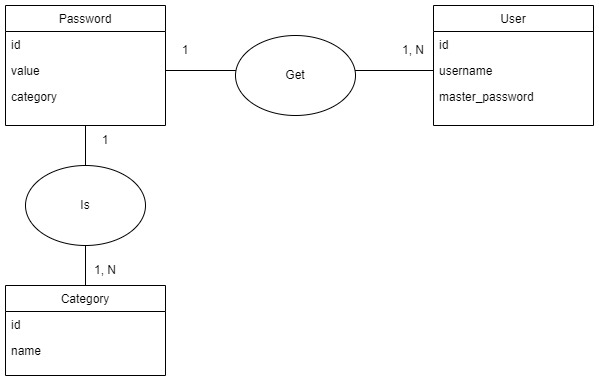 Password
id
value
category
1
Get
1, N
User
id
username
master_password
1
Is
1, N
Category
id
name